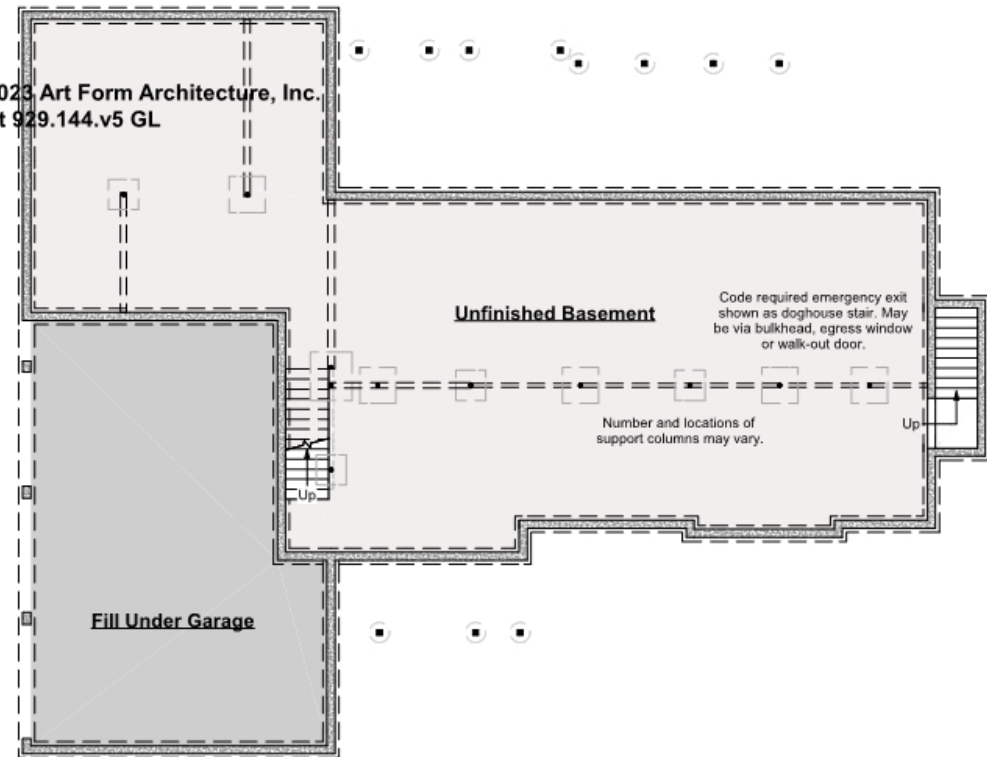 Art Form Architecture, Inc.
929.144.v5 GL
Unfinished Basement
Code required emergency exit
shown as doghouse stair. May
be via bulkhead, egress window
or walk-out door.
Number and locations of
support columns may vary.
Up
Up
Fill Under Garage